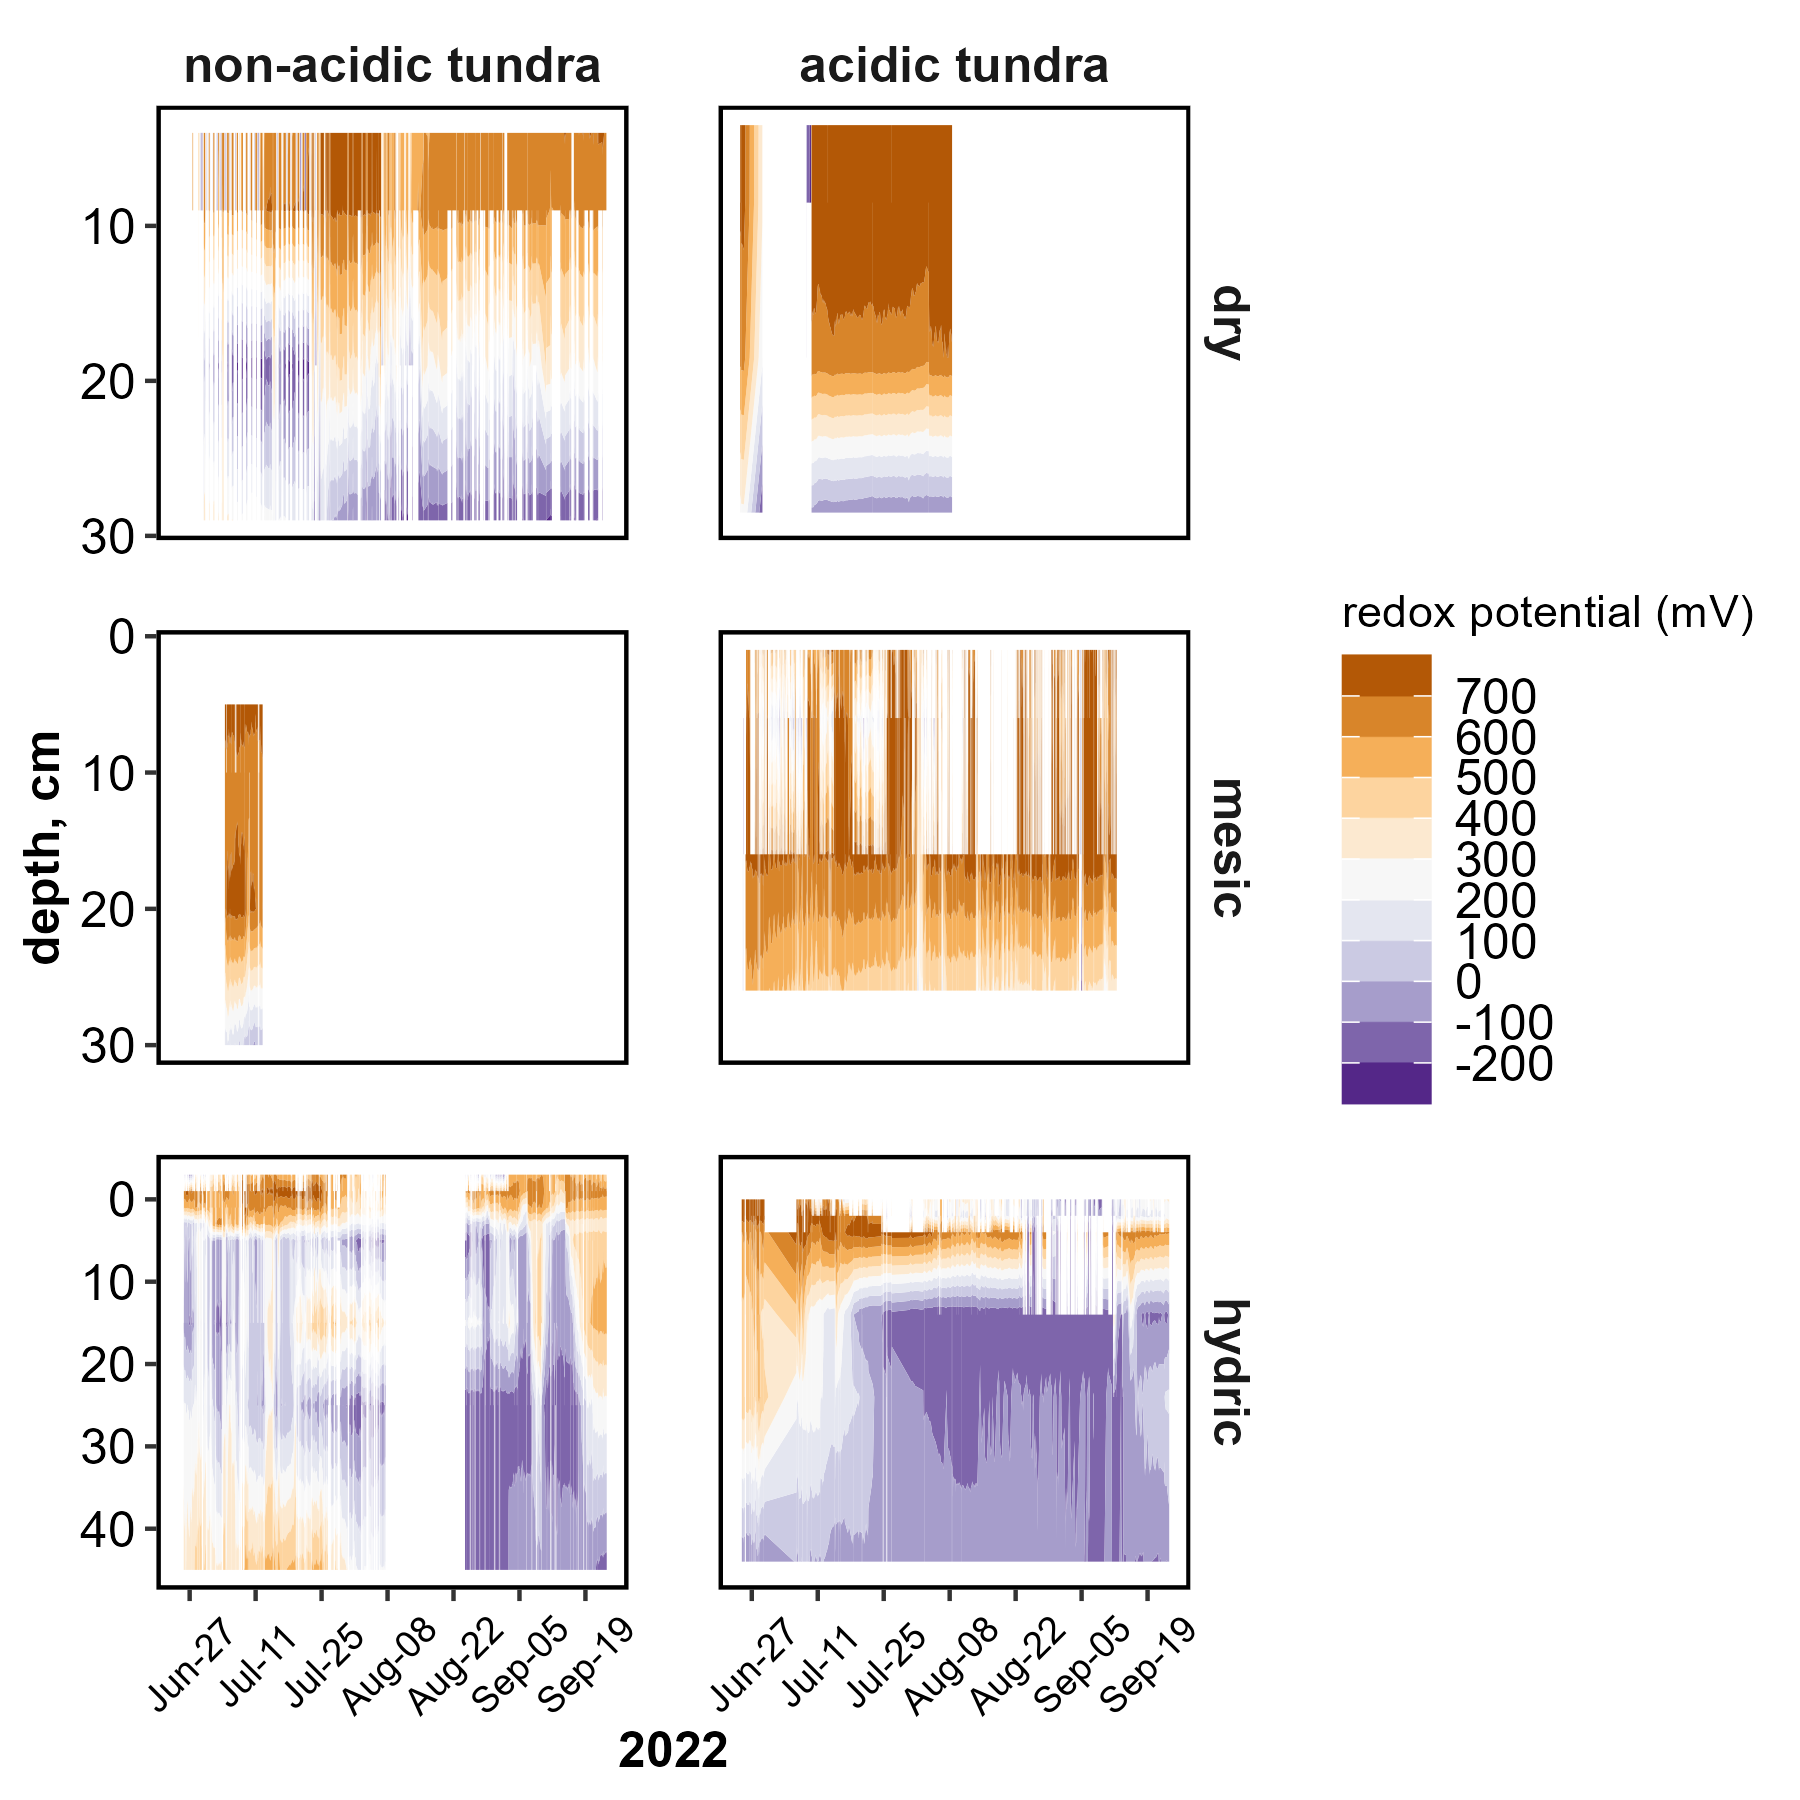 non-acidic tundra
acidic tundra
10
20
30
dry
0
10
20
30
depth, cm
mesic
redox potential (mV)
700
600
500
400
300
200
100
0
-100
-200
0
10
20
30
40
hydric
Jun-27
Jul-11
Jul-25
Aug-08
Aug-22
Sep-05
Sep-19
Jun-27
Jul-11
Jul-25
Aug-08
Aug-22
Sep-05
Sep-19
2022